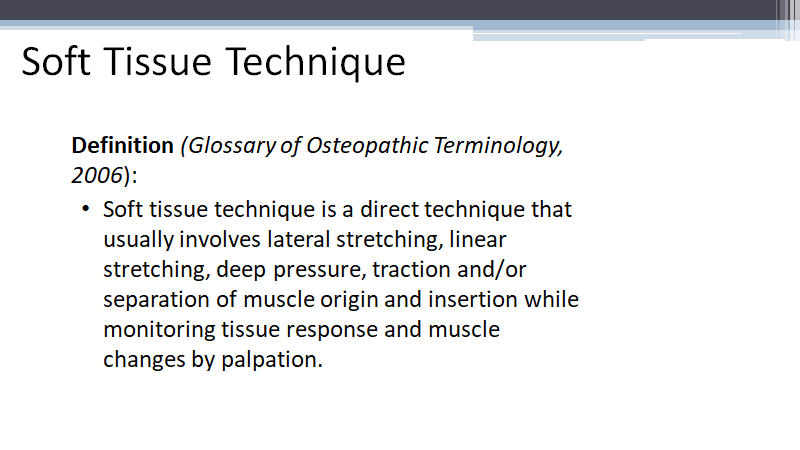 Soft Tissue Technique
Definition (Glossary of Osteopathic Terminology,
2006):
• Soft tissue technique is a direct technique that
usually involves lateral stretching, linear
stretching, deep pressure, traction and/or
separation of muscle origin and insertion while
monitoring tissue response and muscle
changes by palpation.